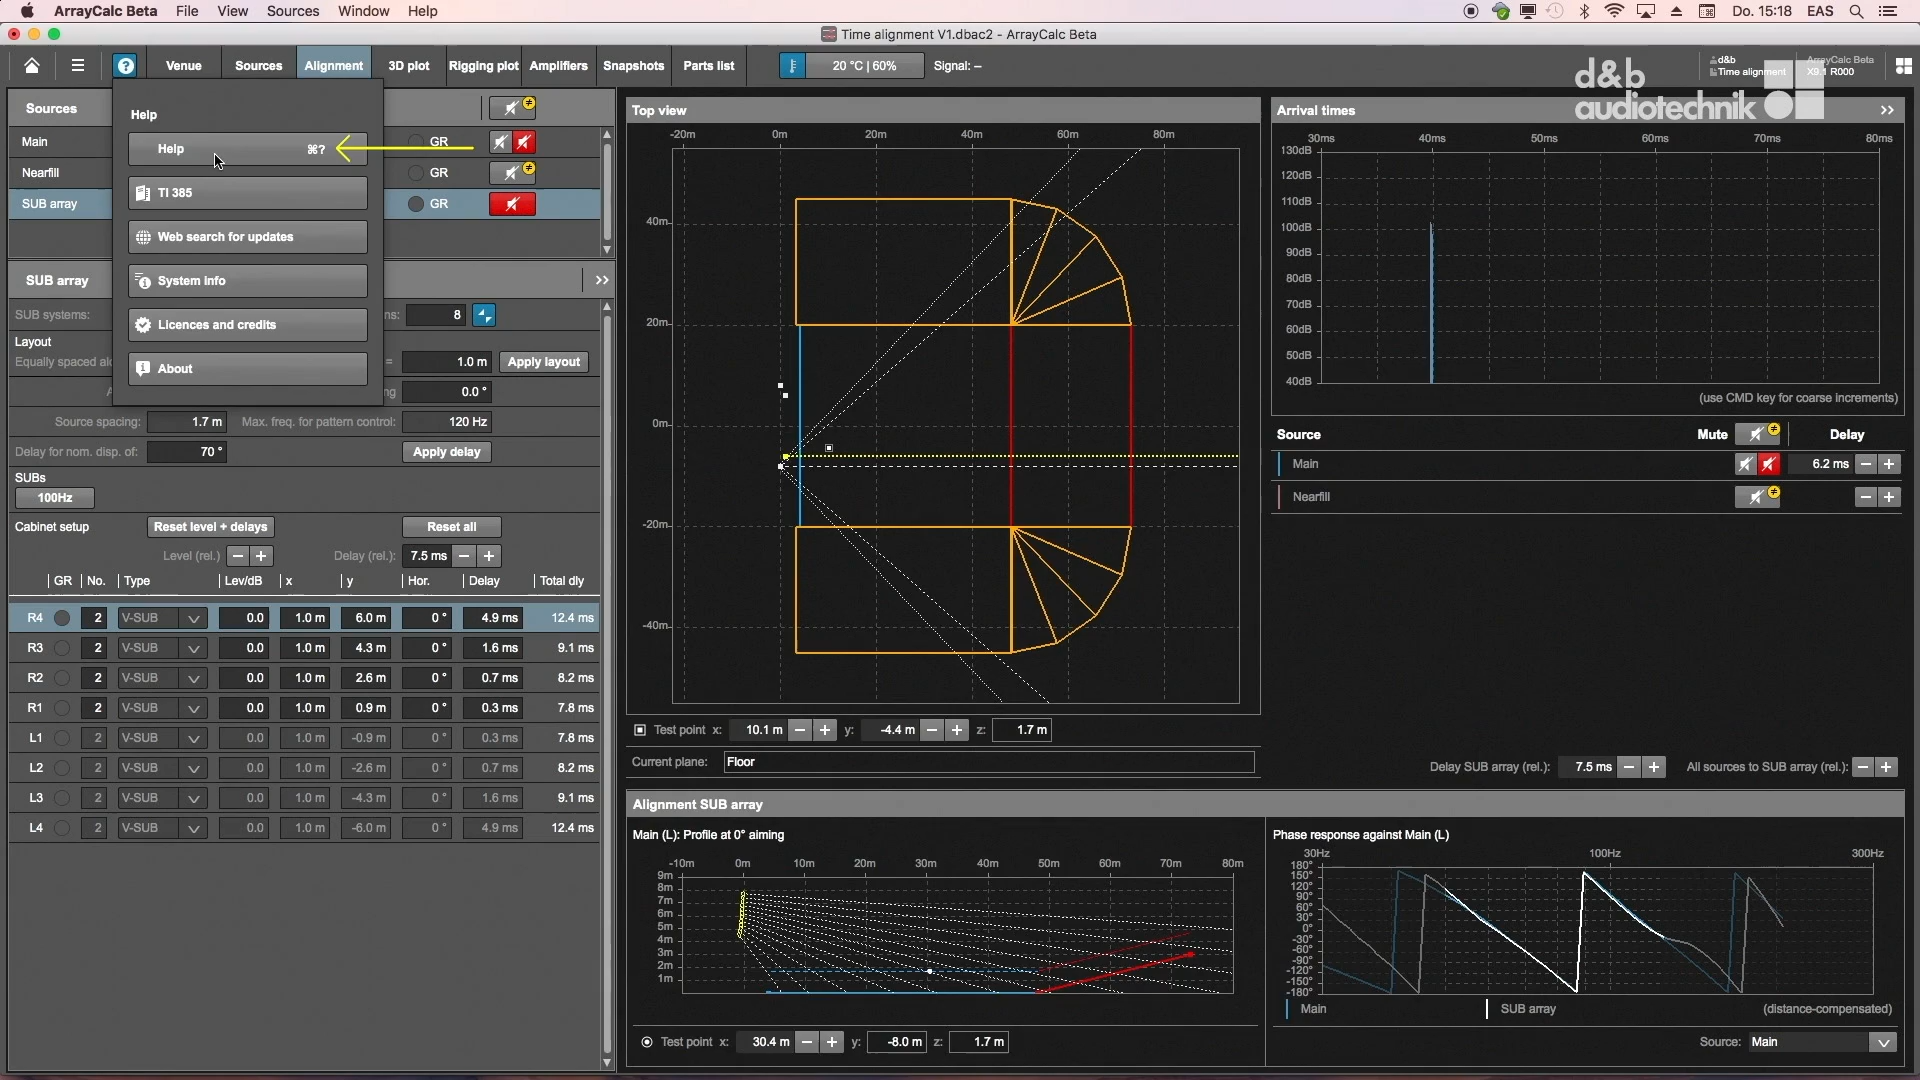 ArrayCalc Beta File View Sources Window Help Do. 15:18 EAS
Time alignment V1.dbac2 - ArrayCalc Beta
Venue Sources Alignment 3D plot Rigging plot Amplifiers Snapshots Parts list 20 °C | 60% Signal: –
d&b
Time alignment
ArrayCalc Beta
X9.1 R000
d&b
audiotechnik
Sources
Main GR
Nearfill GR
SUB array GR
Help
Help ⌘?
TI 385
Web search for updates
System info
Licences and credits
About
SUB array
SUB systems: ns: 8
Layout
Equally spaced al = 1.0 m Apply layout
A ng 0.0 °
Source spacing: 1.7 m Max. freq. for pattern control: 120 Hz
Delay for nom. disp. of: 70 ° Apply delay
SUBs
100Hz
Cabinet setup Reset level + delays Reset all
Level (rel.) − + Delay (rel.): 7.5 ms − +
GR No. Type Lev/dB x y Hor. Delay Total dly
R4 2 V-SUB 0.0 1.0 m 6.0 m 0 ° 4.9 ms 12.4 ms
R3 2 V-SUB 0.0 1.0 m 4.3 m 0 ° 1.6 ms 9.1 ms
R2 2 V-SUB 0.0 1.0 m 2.6 m 0 ° 0.7 ms 8.2 ms
R1 2 V-SUB 0.0 1.0 m 0.9 m 0 ° 0.3 ms 7.8 ms
L1 2 V-SUB 0.0 1.0 m -0.9 m 0 ° 0.3 ms 7.8 ms
L2 2 V-SUB 0.0 1.0 m -2.6 m 0 ° 0.7 ms 8.2 ms
L3 2 V-SUB 0.0 1.0 m -4.3 m 0 ° 1.6 ms 9.1 ms
L4 2 V-SUB 0.0 1.0 m -6.0 m 0 ° 4.9 ms 12.4 ms
Top view
-20m 0m 20m 40m 60m 80m
40m
20m
0m
-20m
-40m
Test point x: 10.1 m − + y: -4.4 m − + z: 1.7 m
Current plane: Floor
Arrival times
30ms 40ms 50ms 60ms 70ms 80ms
130dB
120dB
110dB
100dB
90dB
80dB
70dB
60dB
50dB
40dB
(use CMD key for coarse increments)
Source Mute Delay
Main 6.2 ms − +
Nearfill − +
Delay SUB array (rel.): 7.5 ms − + All sources to SUB array (rel.): − +
Alignment SUB array
Main (L): Profile at 0° aiming
-10m 0m 10m 20m 30m 40m 50m 60m 70m 80m
9m
8m
7m
6m
5m
4m
3m
2m
1m
Test point x: 30.4 m − + y: -8.0 m z: 1.7 m
Phase response against Main (L)
30Hz 100Hz 300Hz
180°
150°
120°
90°
60°
30°
0°
-30°
-60°
-90°
-120°
-150°
-180°
Main SUB array (distance-compensated)
Source: Main